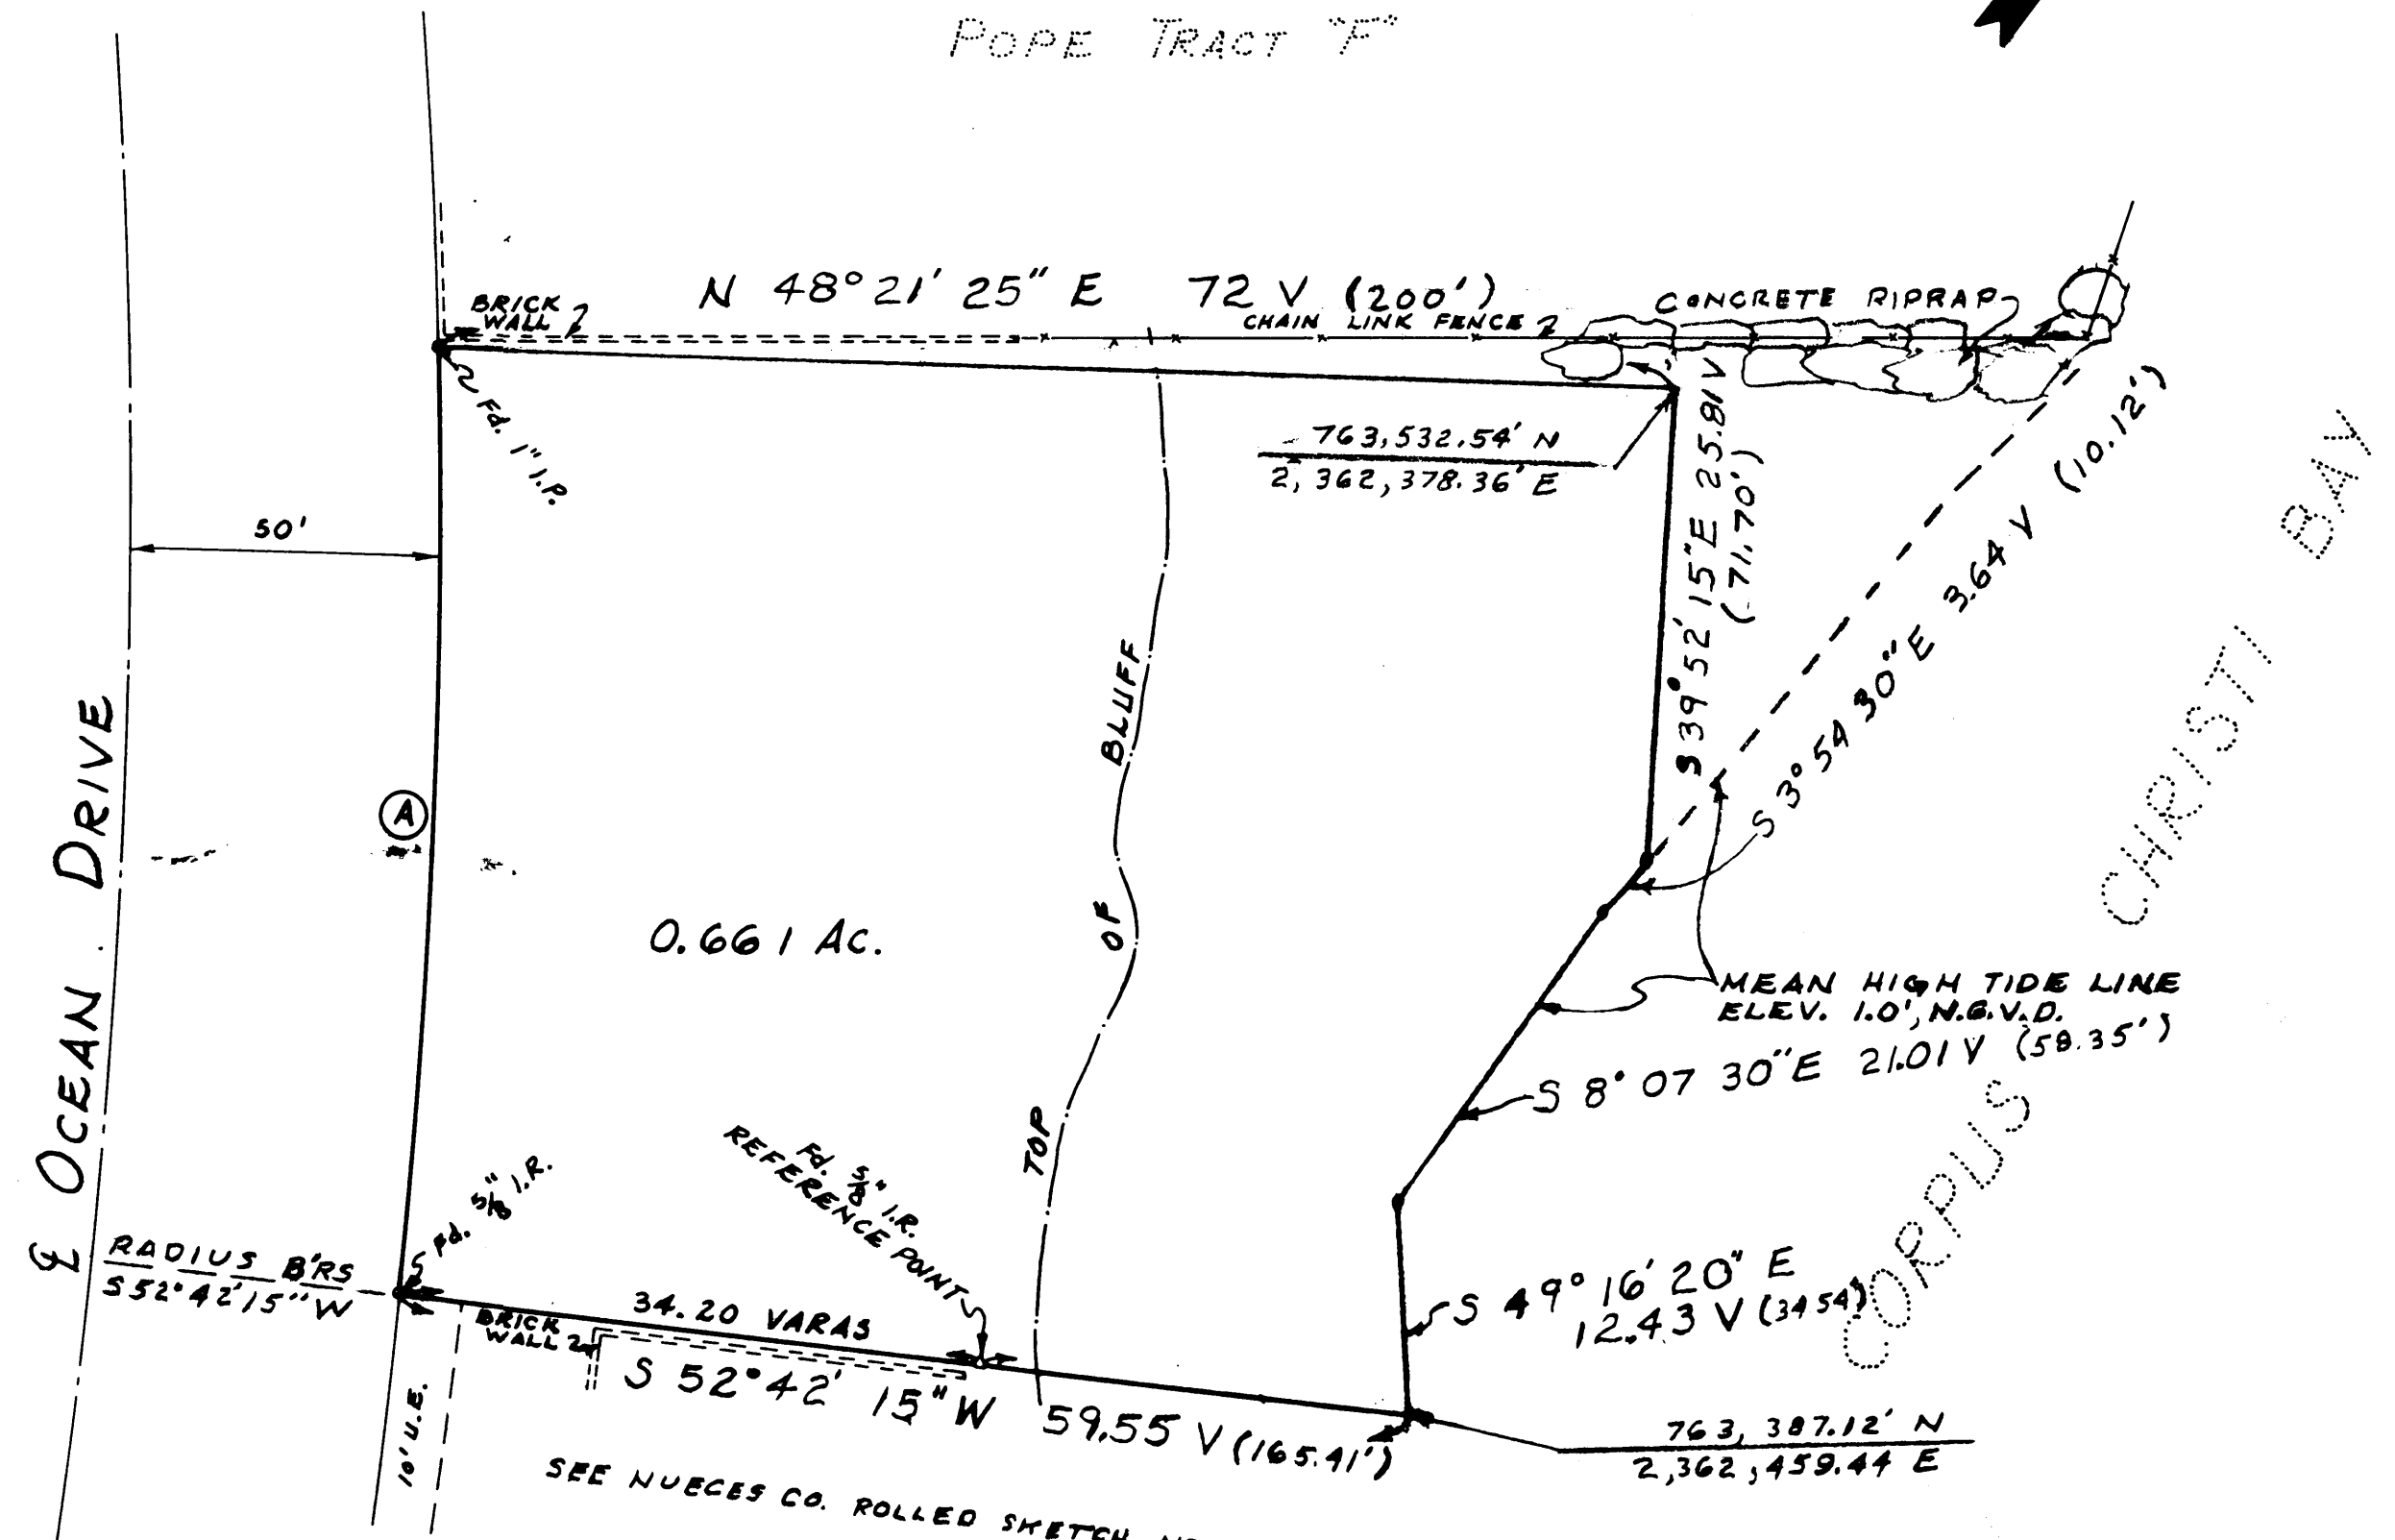 POPE TRACT "F"
N 48° 21' 25" E 72 V (200')
BRICK
WALL
CHAIN LINK FENCE
CONCRETE RIPRAP
Fd. 1" I.P.
763,532.54' N
2,362,378.36' E
S 39° 52' 15" E 25.81 V
(71.70')
S 3° 54 30" E 3.64 V (10.12')
50'
A
0.661 AC.
TOP OF BLUFF
℄ OCEAN DRIVE
CORPUS CHRISTI BAY
MEAN HIGH TIDE LINE
ELEV. 1.0', N.G.V.D.
S 8° 07 30" E 21.01 V (58.35')
S 49° 16' 20" E
12.43 V (34.54')
Fd. 5/8" I.R.
REFERENCE POINT
Fd. 5/8" I.R.
RADIUS B'RS
S 52° 42' 15" W
34.20 VARAS
BRICK
WALL
S 52° 42' 15" W 59.55 V (165.41')
10' U.E.
763,387.12' N
2,362,459.44 E
SEE NUECES CO. ROLLED SKETCH